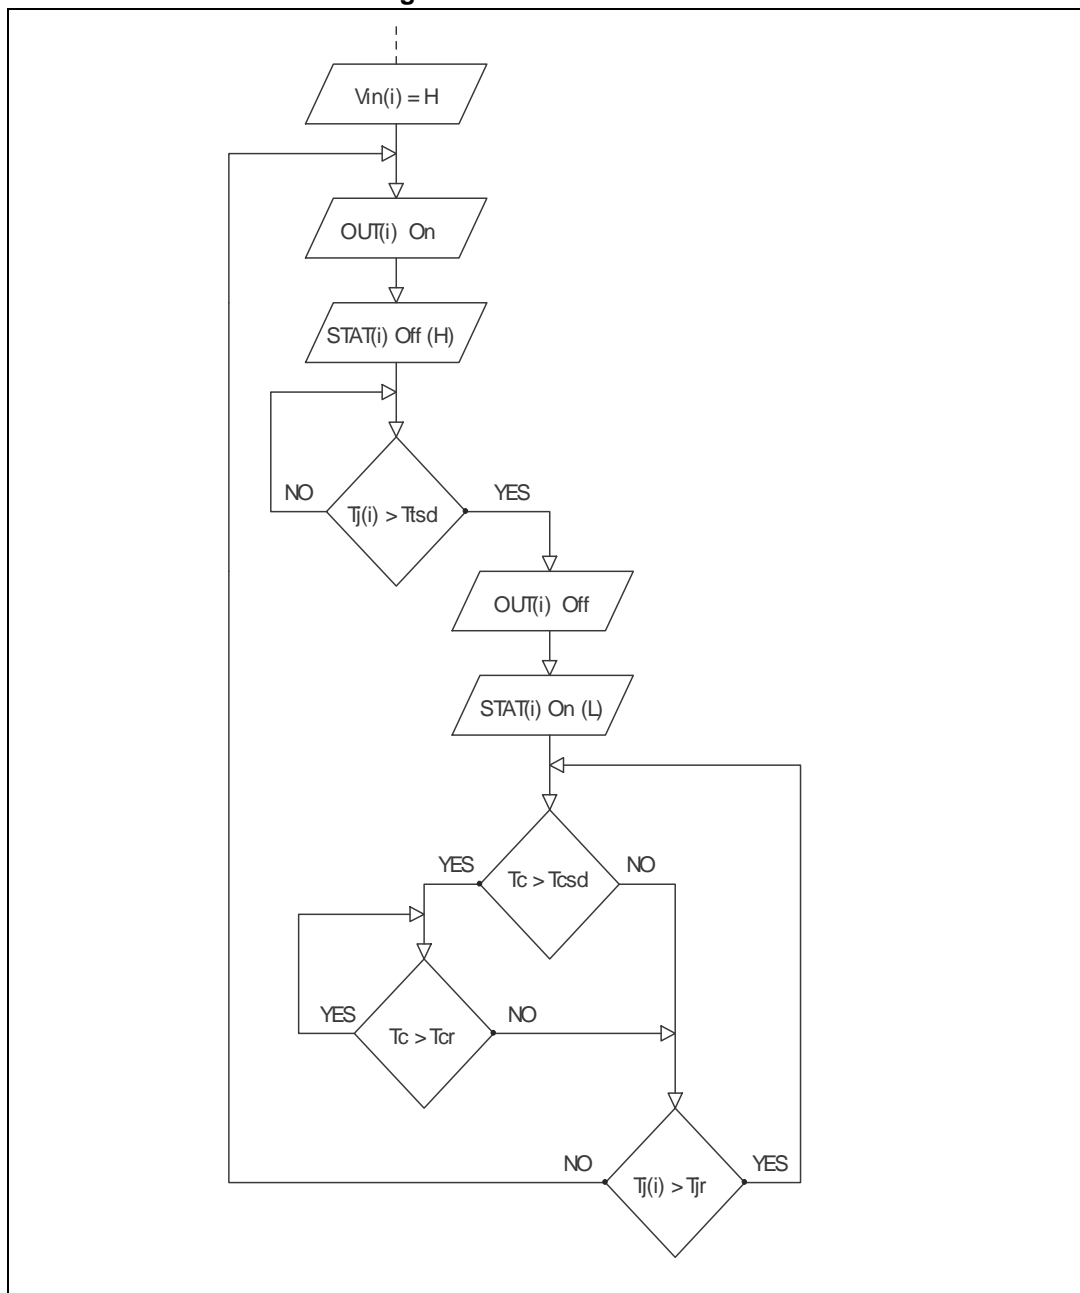 Vin(i) = H
OUT(i) On
STAT(i) Off (H)
NO
YES
Tj(i) > Ttsd
OUT(i) Off
STAT(i) On (L)
YES
NO
Tc > Tcsd
YES
NO
Tc > Tcr
NO
YES
Tj(i) > Tjr